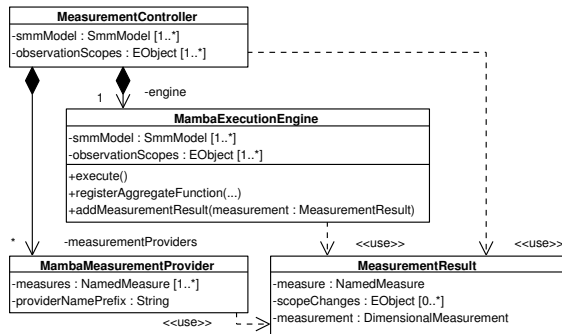 MeasurementController
-smmModel : SmmModel [1..*]
-observationScopes : EObject [1..*]
1
-engine
MambaExecutionEngine
-smmModel : SmmModel [1..*]
-observationScopes : EObject [1..*]
+execute()
+registerAggregateFunction(...)
+addMeasurementResult(measurement : MeasurementResult)
*
-measurementProviders
<<use>>
<<use>>
MambaMeasurementProvider
-measures : NamedMeasure [1..*]
-providerNamePrefix : String
<<use>>
MeasurementResult
-measure : NamedMeasure
-scopeChanges : EObject [0..*]
-measurement : DimensionalMeasurement